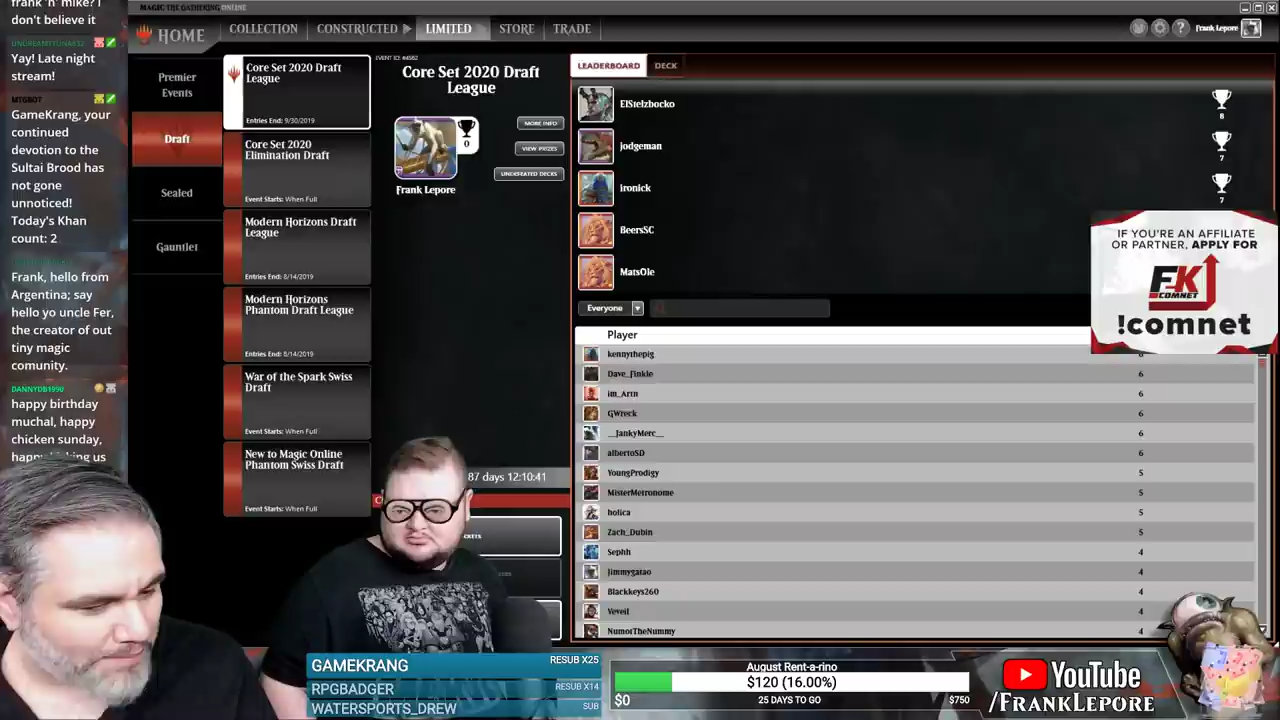 frank 'n' mike? I
don't believe it
Yay! Late night
stream!
MTGBOT
GameKrang, your
continued
devotion to the
Sultai Brood has
not gone
unnoticed!
Today's Khan
count: 2
Frank, hello from
Argentina; say
hello yo uncle Fer,
the creator of out
tiny magic
comunity.
DANNYDB1990
happy birthday
muchal, happy
chicken sunday,
MAGIC THE GATHERING ONLINE
HOME
COLLECTION
CONSTRUCTED
LIMITED
STORE
TRADE
Frank Lepore
Premier
Events
Draft
Sealed
Gauntlet
Core Set 2020 Draft
League
Entries End: 9/30/2019
Core Set 2020
Elimination Draft
Event Starts: When Full
Modern Horizons Draft
League
Entries End: 8/14/2019
Modern Horizons
Phantom Draft League
Entries End: 8/14/2019
War of the Spark Swiss
Draft
Event Starts: When Full
New to Magic Online
Phantom Swiss Draft
Event Starts: When Full
Core Set 2020 Draft
League
0
Frank Lepore
MORE INFO
VIEW PRIZES
UNDEFEATED DECKS
87 days 12:10:41
LEADERBOARD
DECK
ElStelzbocko 8
jodgeman 7
ironick 7
BeersSC
MatsOle
Everyone
Player
kennythepig
Dave_Finkle 6
im_Artn 6
GWreck 6
__JankyMerc__ 6
albertoSD 6
YoungProdigy 5
MisterMetronome 5
holica 5
Zach_Dubin 5
Sephh 4
Jimmygatao 4
Blackkeys260 4
Yeveil 4
NumotTheNummy 4
IF YOU'RE AN AFFILIATE
OR PARTNER, APPLY FOR
COMNET
!comnet
GAMEKRANG RESUB X25
RPGBADGER RESUB X14
WATERSPORTS_DREW SUB
August Rent-a-rino
$120 (16.00%)
$0
25 DAYS TO GO
$750
YouTube
/FrankLepore